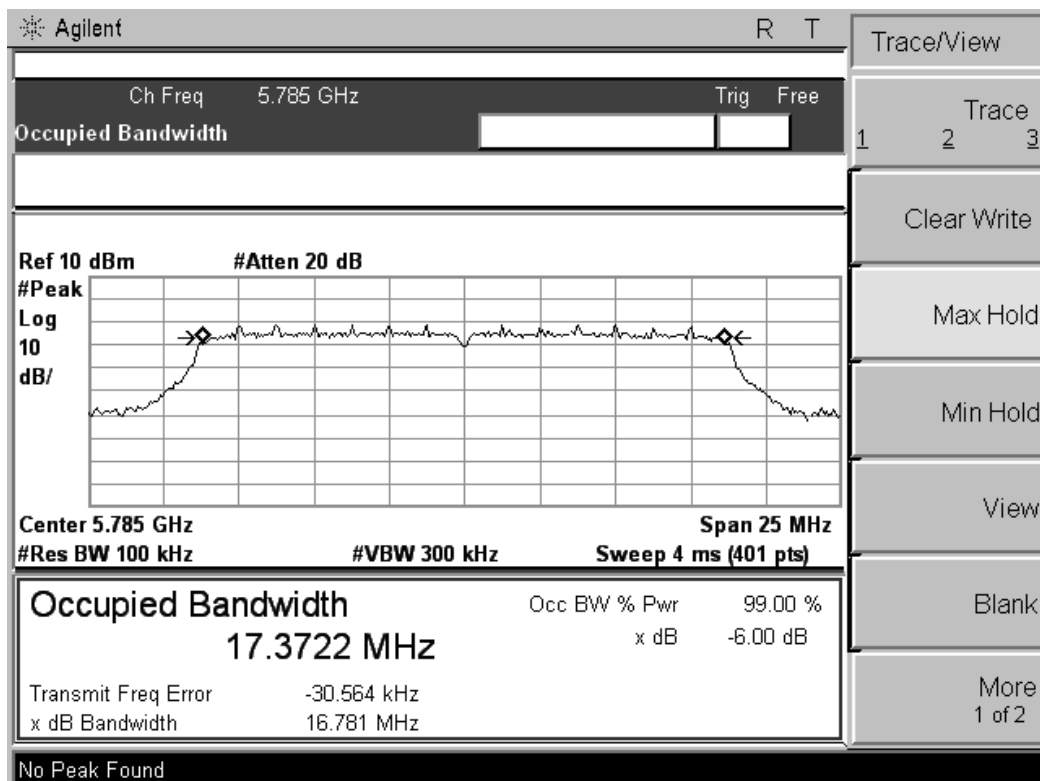 Agilent R T
Ch Freq 5.785 GHz Trig Free
Occupied Bandwidth
Ref 10 dBm #Atten 20 dB
#Peak
Log
10
dB/
Center 5.785 GHz Span 25 MHz
#Res BW 100 kHz #VBW 300 kHz Sweep 4 ms (401 pts)
Occupied Bandwidth
17.3722 MHz
Occ BW % Pwr 99.00 %
x dB -6.00 dB
Transmit Freq Error -30.564 kHz
x dB Bandwidth 16.781 MHz
No Peak Found
Trace/View
Trace
1 2 3
Clear Write
Max Hold
Min Hold
View
Blank
More
1 of 2